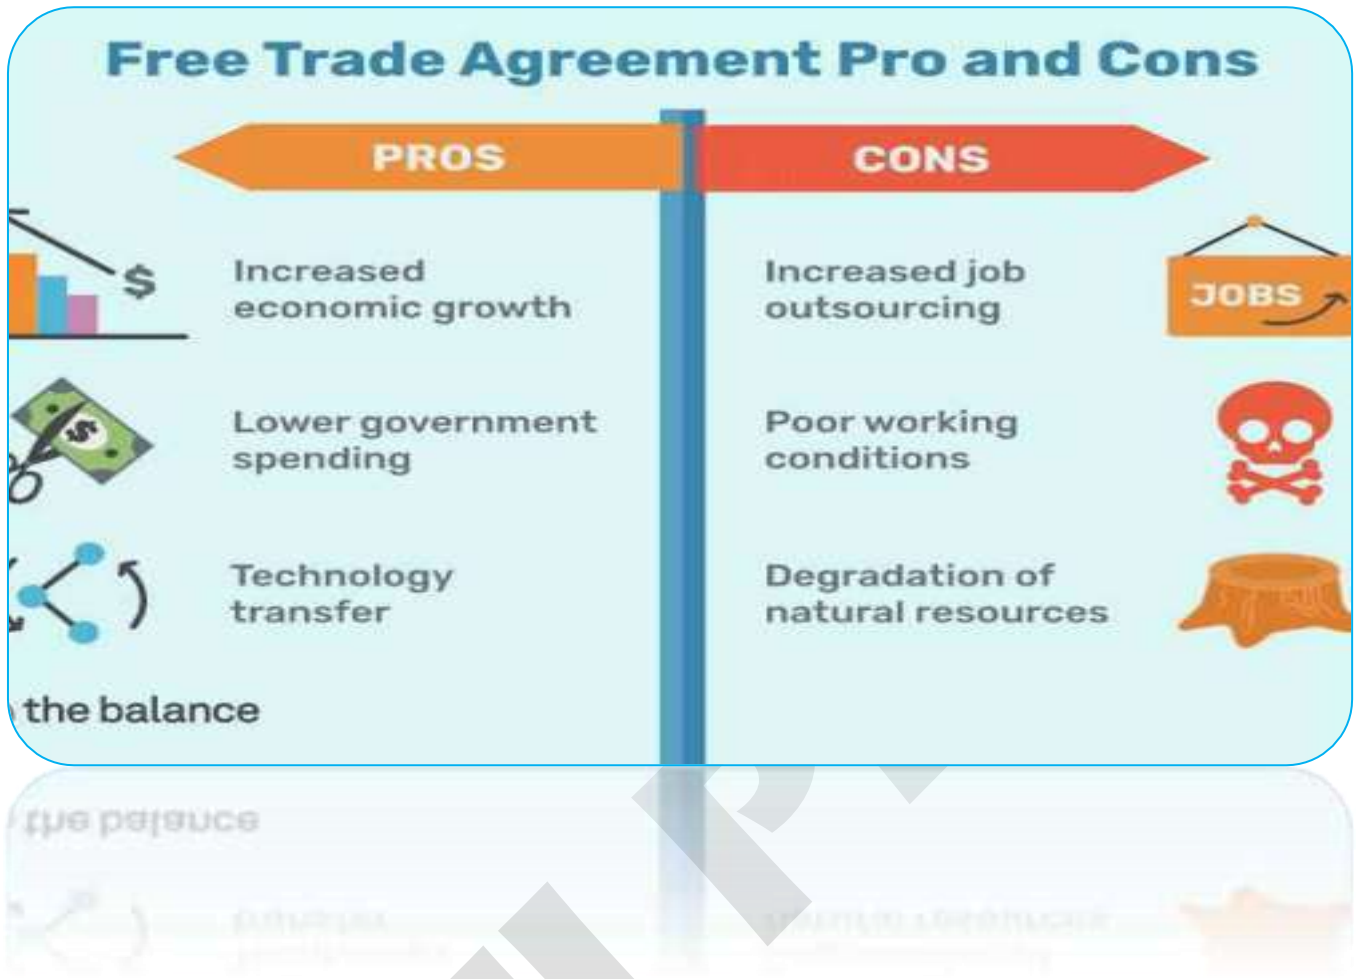 Free Trade Agreement Pro and Cons
PROS
CONS
$
Increased
economic growth
Increased job
outsourcing
JOBS
$
Lower government
spending
Poor working
conditions
Technology
transfer
Degradation of
natural resources
the balance